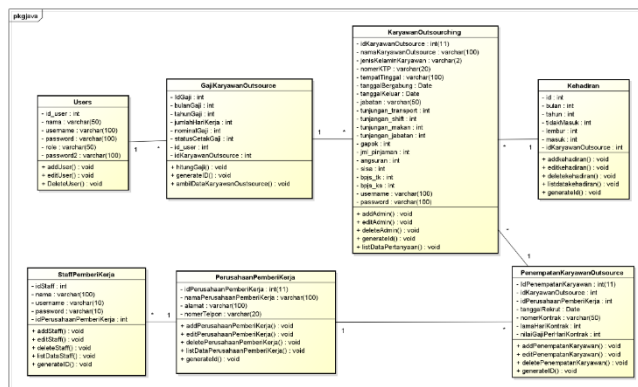 pkg java
Users
- id_user : int
- nama : varchar(50)
- username : varchar(100)
- password : varchar(100)
- role : varchar(50)
- password2 : varchar(100)
+ addUser() : void
+ editUser() : void
+ DeleteUser() : void
GajiKaryawanOutsource
- idGaji : int
- bulanGaji : int
- tahunGaji : int
- jumlahHariKerja : int
- nominalGaji : int
- statusCetakGaji : int
- id_user : int
- idKaryawanOutsource : int
+ hitungGaji() : void
+ generateID() : void
+ ambilDataKaryawanOustsource() : void
KaryawanOutsourching
- idKaryawanOutsource : int(11)
- namaKaryawanOutsource : varchar(100)
- jenisKelaminKaryawan : varchar(2)
- nomerKTP : varchar(20)
- tempatTinggal : varchar(100)
- tanggalBergabung : Date
- tanggalKeluar : Date
- jabatan : varchar(50)
- tunjangan_transport : int
- tunjangan_shift : int
- tunjangan_makan : int
- tunjangan_jabatan : int
- gapok : int
- jml_pinjaman : int
- angsuran : int
- sisa : int
- bpjs_tk : int
- bpjs_ks : int
- username : varchar(100)
- password : varchar(100)
+ addAdmin() : void
+ editAdmin() : void
+ deleteAdmin() : void
+ generateId() : void
+ listDataPertanyaan() : void
Kehadiran
- id : int
- bulan : int
- tahun : int
- tidakMasuk : int
- lembur : int
- masuk : int
- idKaryawanOutsource : int
+ addkehadiran() : void
+ editkehadiran() : void
+ deletekehadiran() : void
+ listdatakehadiran() : void
+ generateId() : void
1
*
1
*
*
1
*
1
StaffPemberiKerja
- idStaff : int
- name : varchar(100)
- username : varchar(10)
- password : varchar(10)
- idPerusahaanPemberiKerja : int
+ addStaff() : void
+ editStaff() : void
+ deleteStaff() : void
+ listDataStaff() : void
+ generateID() : void
PerusahaanPemberiKerja
- idPerusahaanPemberiKerja : int(11)
- namaPerusahaanPemberiKerja : varchar(100)
- alamat : varchar(100)
- nomerTelpon : varchar(20)
+ addPerusahaanPemberiKerja() : void
+ editPerusahaanPemberiKerja() : void
+ deletePerusahaanPemberiKerja() : void
+ listDataPerusahaanPemberiKerja() : void
+ generateId() : void
PenempatanKaryawanOutsource
- idPenempatanKaryawan : int(11)
- idKaryawanOutsource : int
- idPerusahaanPemberiKerja : int
- tanggalRekrut : Date
- nomerKontrak : varchar(50)
- lamaHariKontrak : int
- nilaiGajiPerHariKontrak : int
+ addPenempatanKaryawan() : void
+ editPenempatanKaryawan() : void
+ deletePenempatanKaryawan() : void
+ generateID() : void
*
1
1
*